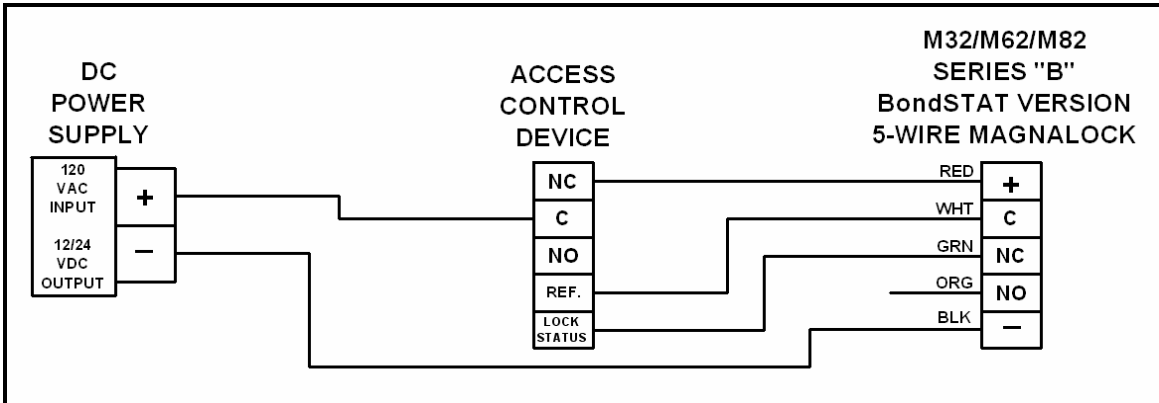 DC
POWER
SUPPLY
120
VAC
INPUT
12/24
VDC
OUTPUT
+
−
ACCESS
CONTROL
DEVICE
NC
C
NO
REF.
LOCK
STATUS
M32/M62/M82
SERIES "B"
BondSTAT VERSION
5-WIRE MAGNALOCK
RED
+
WHT
C
GRN
NC
ORG
NO
BLK
−